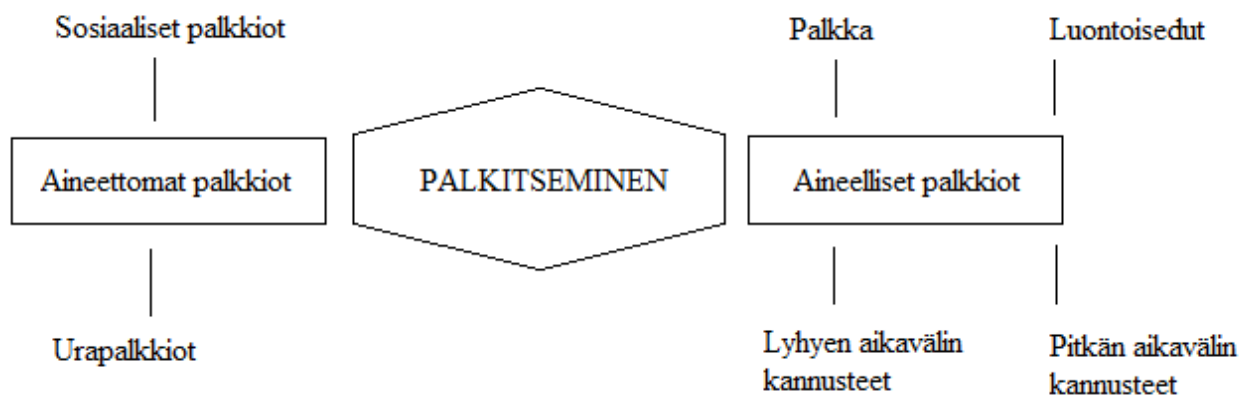 Sosiaaliset palkkiot
Palkka
Luontoisedut
Aineettomat palkkiot
PALKITSEMINEN
Aineelliset palkkiot
Urapalkkiot
Lyhyen aikavälin
kannusteet
Pitkän aikavälin
kannusteet